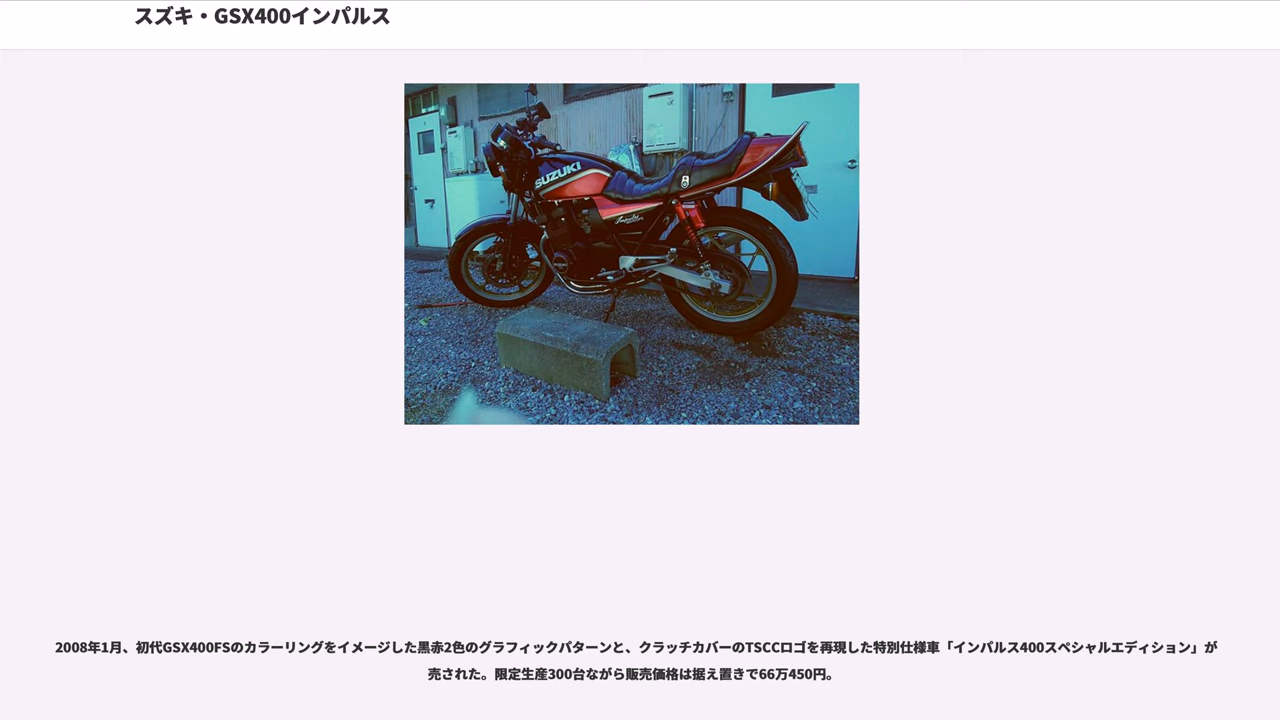 スズキ・GSX400インパルス
SUZUKI
Impulse
2008年1月、初代GSX400FSのカラーリングをイメージした黒赤2色のグラフィックパターンと、クラッチカバーのTSCCロゴを再現した特別仕様車「インパルス400スペシャルエディション」が
売された。限定生産300台ながら販売価格は据え置きで66万450円。